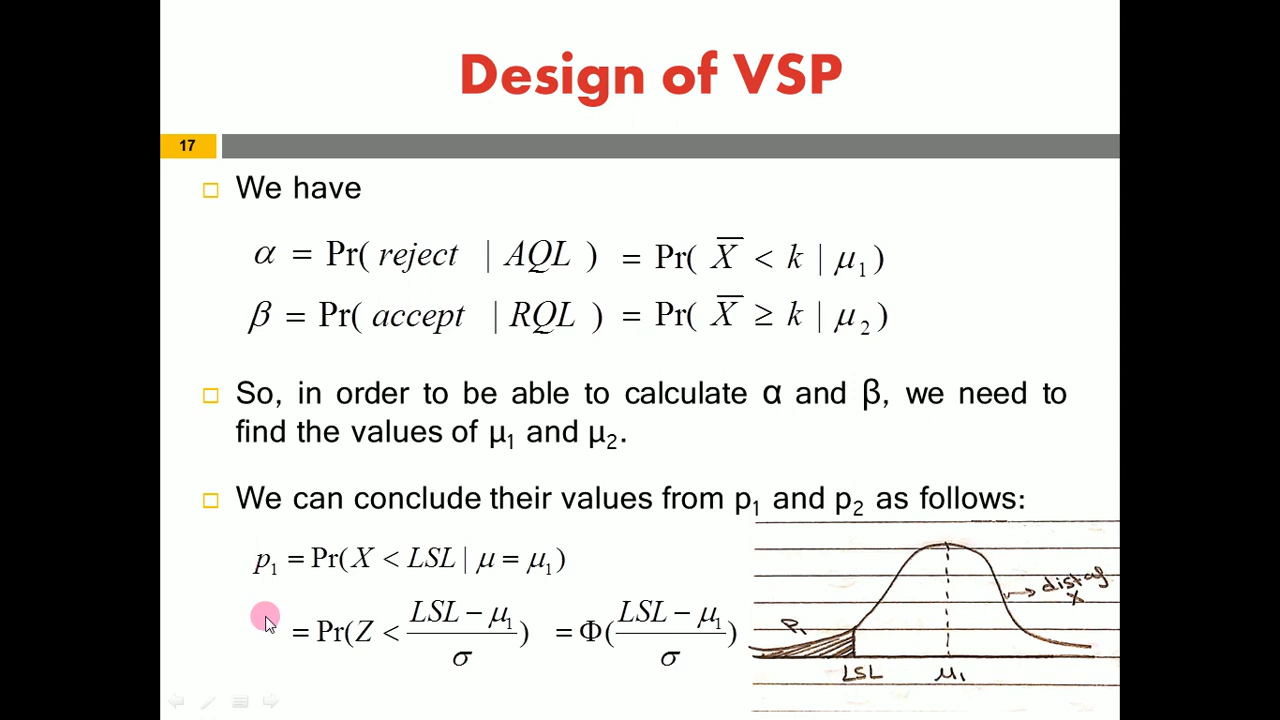 Design of VSP
17
We have
α = Pr( reject | AQL ) = Pr( X̅ < k | μ₁ )
β = Pr( accept | RQL ) = Pr( X̅ ≥ k | μ₂ )
So, in order to be able to calculate α and β, we need to
find the values of μ₁ and μ₂.
We can conclude their values from p₁ and p₂ as follows:
p₁ = Pr( X < LSL | μ = μ₁ )
= Pr( Z < (LSL − μ₁)/σ ) = Φ( (LSL − μ₁)/σ )
X
P₁
LSL μ₁